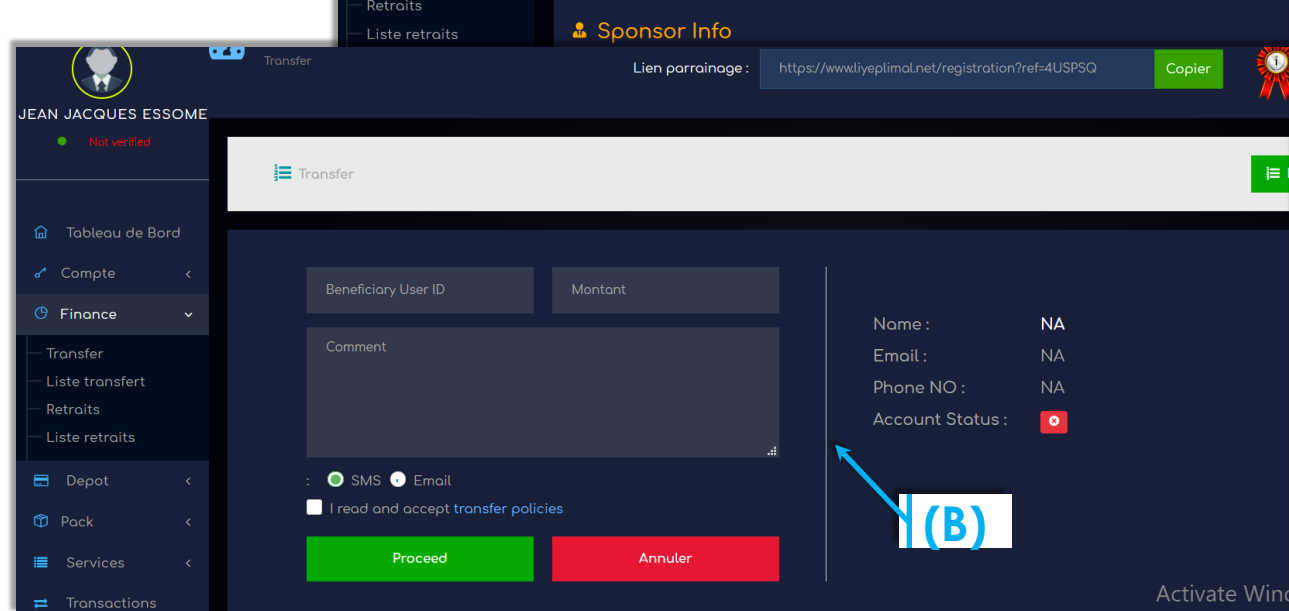 Retraits
Liste retraits
Sponsor Info
Transfer
Lien parrainage :
https://www.liyeplimal.net/registration?ref=4USPSQ
Copier
JEAN JACQUES ESSOME
Not verified
Transfer
Tableau de Bord
Compte
Finance
Transfer
Liste transfert
Retraits
Liste retraits
Depot
Pack
Services
Transactions
Beneficiary User ID
Montant
Comment
: SMS Email
I read and accept transfer policies
Proceed
Annuler
Name : NA
Email : NA
Phone NO : NA
Account Status :
(B)
Activate Wind